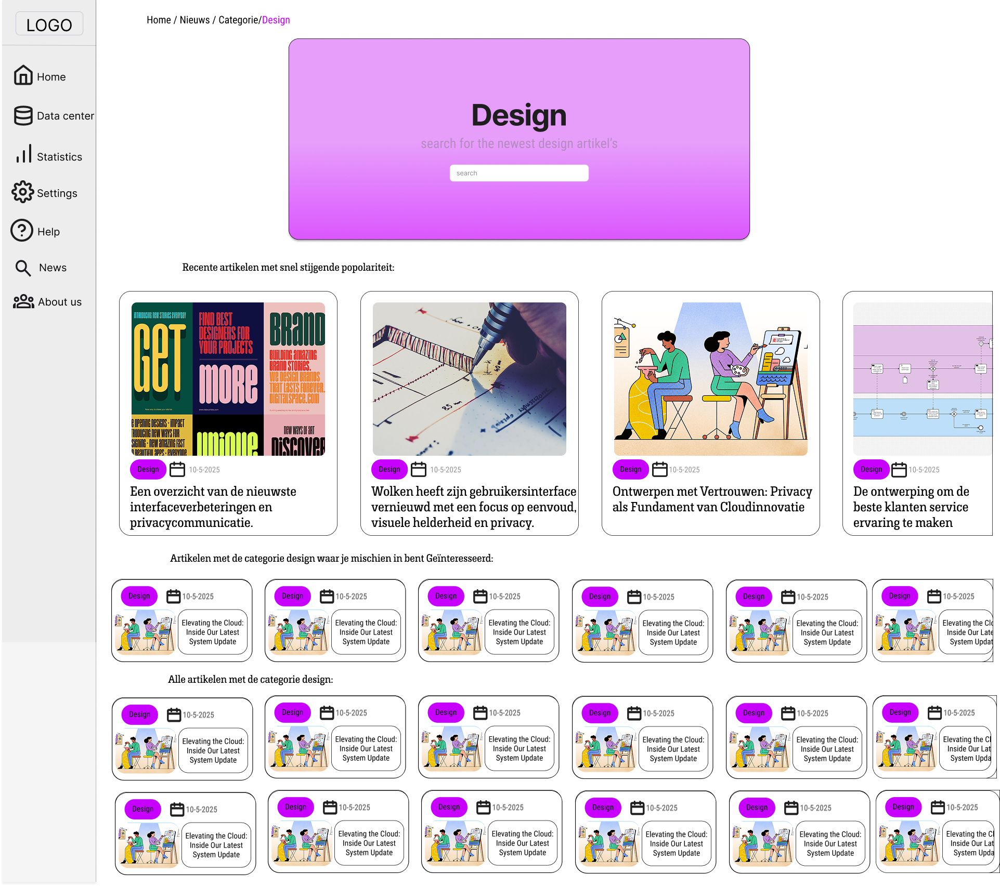 LOGO
Home
Data center
Statistics
Settings
Help
News
About us
Home / Nieuws / Categorie/Design
Design
search for the newest design artikel's
search
Recente artikelen met snel stijgende popolariteit:
INTRODUCING NEW STORIES EVERYDAY
GET
New way to share your stories
FIND BEST
DESIGNERS FOR
YOUR PROJECTS
MORE
BRAND
BUILDING AMAZING
BRAND STORIES.
WE DESIGN BRANDS
THAT LASTS FOREVER.
DIGITALSPACE.COM
E OPENING DESIGNS - IMPACT
TRODUCING NEW WAYS FOR
SIGNING - NEW AMAZING FAST
D BEAUTIFUL APPS - EVERYONE
UNIQUE
NEW WAYS OF ART
DISCOVER
Design
10-5-2025
Een overzicht van de nieuwste
interfaceverbeteringen en
privacycommunicatie.
85 mm
40 mm
Design
10-5-2025
Wolken heeft zijn gebruikersinterface
vernieuwd met een focus op eenvoud,
visuele helderheid en privacy.
Design
10-5-2025
Ontwerpen met Vertrouwen: Privacy
als Fundament van Cloudinnovatie
Design
10-5-2025
De ontwerping om de
beste klanten service
ervaring te maken
Artikelen met de categorie design waar je mischien in bent Geïnteresseerd:
Design
10-5-2025
Elevating the Cloud:
Inside Our Latest
System Update
Design
10-5-2025
Elevating the Cloud:
Inside Our Latest
System Update
Design
10-5-2025
Elevating the Cloud:
Inside Our Latest
System Update
Design
10-5-2025
Elevating the Cloud:
Inside Our Latest
System Update
Design
10-5-2025
Elevating the Cloud:
Inside Our Latest
System Update
Design
10-5-2025
Elevating the Clo
Inside Our Late
System Updat
Alle artikelen met de categorie design:
Design
10-5-2025
Elevating the Cloud:
Inside Our Latest
System Update
Design
10-5-2025
Elevating the Cloud:
Inside Our Latest
System Update
Design
10-5-2025
Elevating the Cloud:
Inside Our Latest
System Update
Design
10-5-2025
Elevating the Cloud:
Inside Our Latest
System Update
Design
10-5-2025
Elevating the Cloud:
Inside Our Latest
System Update
Design
10-5-2025
Elevating the Cl
Inside Our Lat
System Upda
Design
10-5-2025
Elevating the Cloud:
Inside Our Latest
System Update
Design
10-5-2025
Elevating the Cloud:
Inside Our Latest
System Update
Design
10-5-2025
Elevating the Cloud:
Inside Our Latest
System Update
Design
10-5-2025
Elevating the Cloud:
Inside Our Latest
System Update
Design
10-5-2025
Elevating the Cloud:
Inside Our Latest
System Update
Design
10-5-2025
Elevating the Cl
Inside Our Lat
System Upda